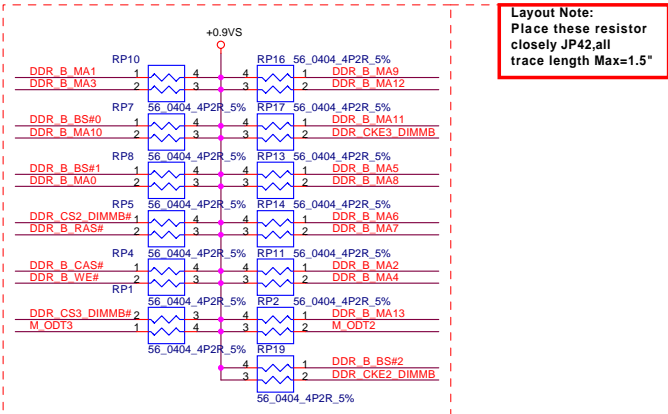 Layout Note:
Place these resistor
closely JP42,all
trace length Max=1.5"
+0.9VS
RP10 RP16 56_0404_4P2R_5%
DDR_B_MA1 1 4 4 1 DDR_B_MA9
DDR_B_MA3 2 3 3 2 DDR_B_MA12
RP7 56_0404_4P2R_5% RP17 56_0404_4P2R_5%
DDR_B_BS#0 1 4 4 1 DDR_B_MA11
DDR_B_MA10 2 3 3 2 DDR_CKE3_DIMMB
RP8 56_0404_4P2R_5% RP13 56_0404_4P2R_5%
DDR_B_BS#1 1 4 4 1 DDR_B_MA5
DDR_B_MA0 2 3 3 2 DDR_B_MA8
RP5 56_0404_4P2R_5% RP14 56_0404_4P2R_5%
DDR_CS2_DIMMB# 1 4 4 1 DDR_B_MA6
DDR_B_RAS# 2 3 3 2 DDR_B_MA7
RP4 56_0404_4P2R_5% RP11 56_0404_4P2R_5%
DDR_B_CAS# 1 4 4 1 DDR_B_MA2
DDR_B_WE# 2 3 3 2 DDR_B_MA4
RP1 56_0404_4P2R_5% RP2 56_0404_4P2R_5%
DDR_CS3_DIMMB# 2 3 4 1 DDR_B_MA13
M_ODT3 1 4 3 2 M_ODT2
56_0404_4P2R_5% RP19
4 1 DDR_B_BS#2
3 2 DDR_CKE2_DIMMB
56_0404_4P2R_5%